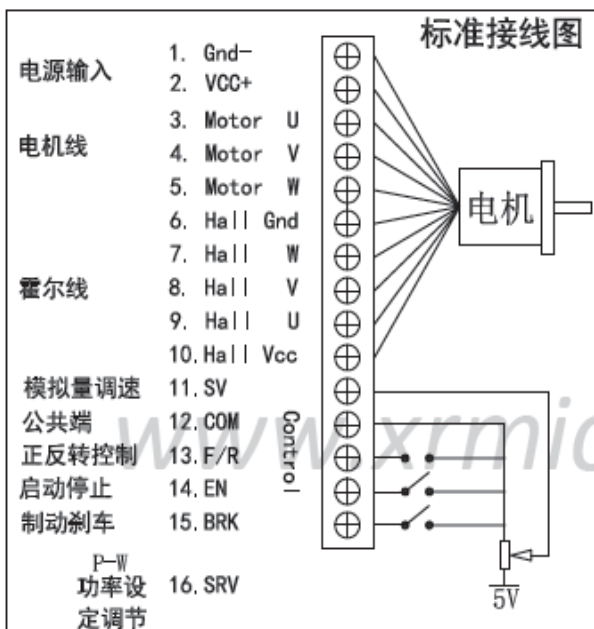 标准接线图
电源输入
1. Gnd-
2. VCC+
电机线
3. Motor U
4. Motor V
5. Motor W
霍尔线
6. Hall Gnd
7. Hall W
8. Hall V
9. Hall U
10. Hall Vcc
模拟量调速 11. SV
公共端 12. COM
正反转控制 13. F/R
启动停止 14. EN
制动刹车 15. BRK
P-W
功率设 16. SRV
定调节
Control
电机
5V
www.xrmic